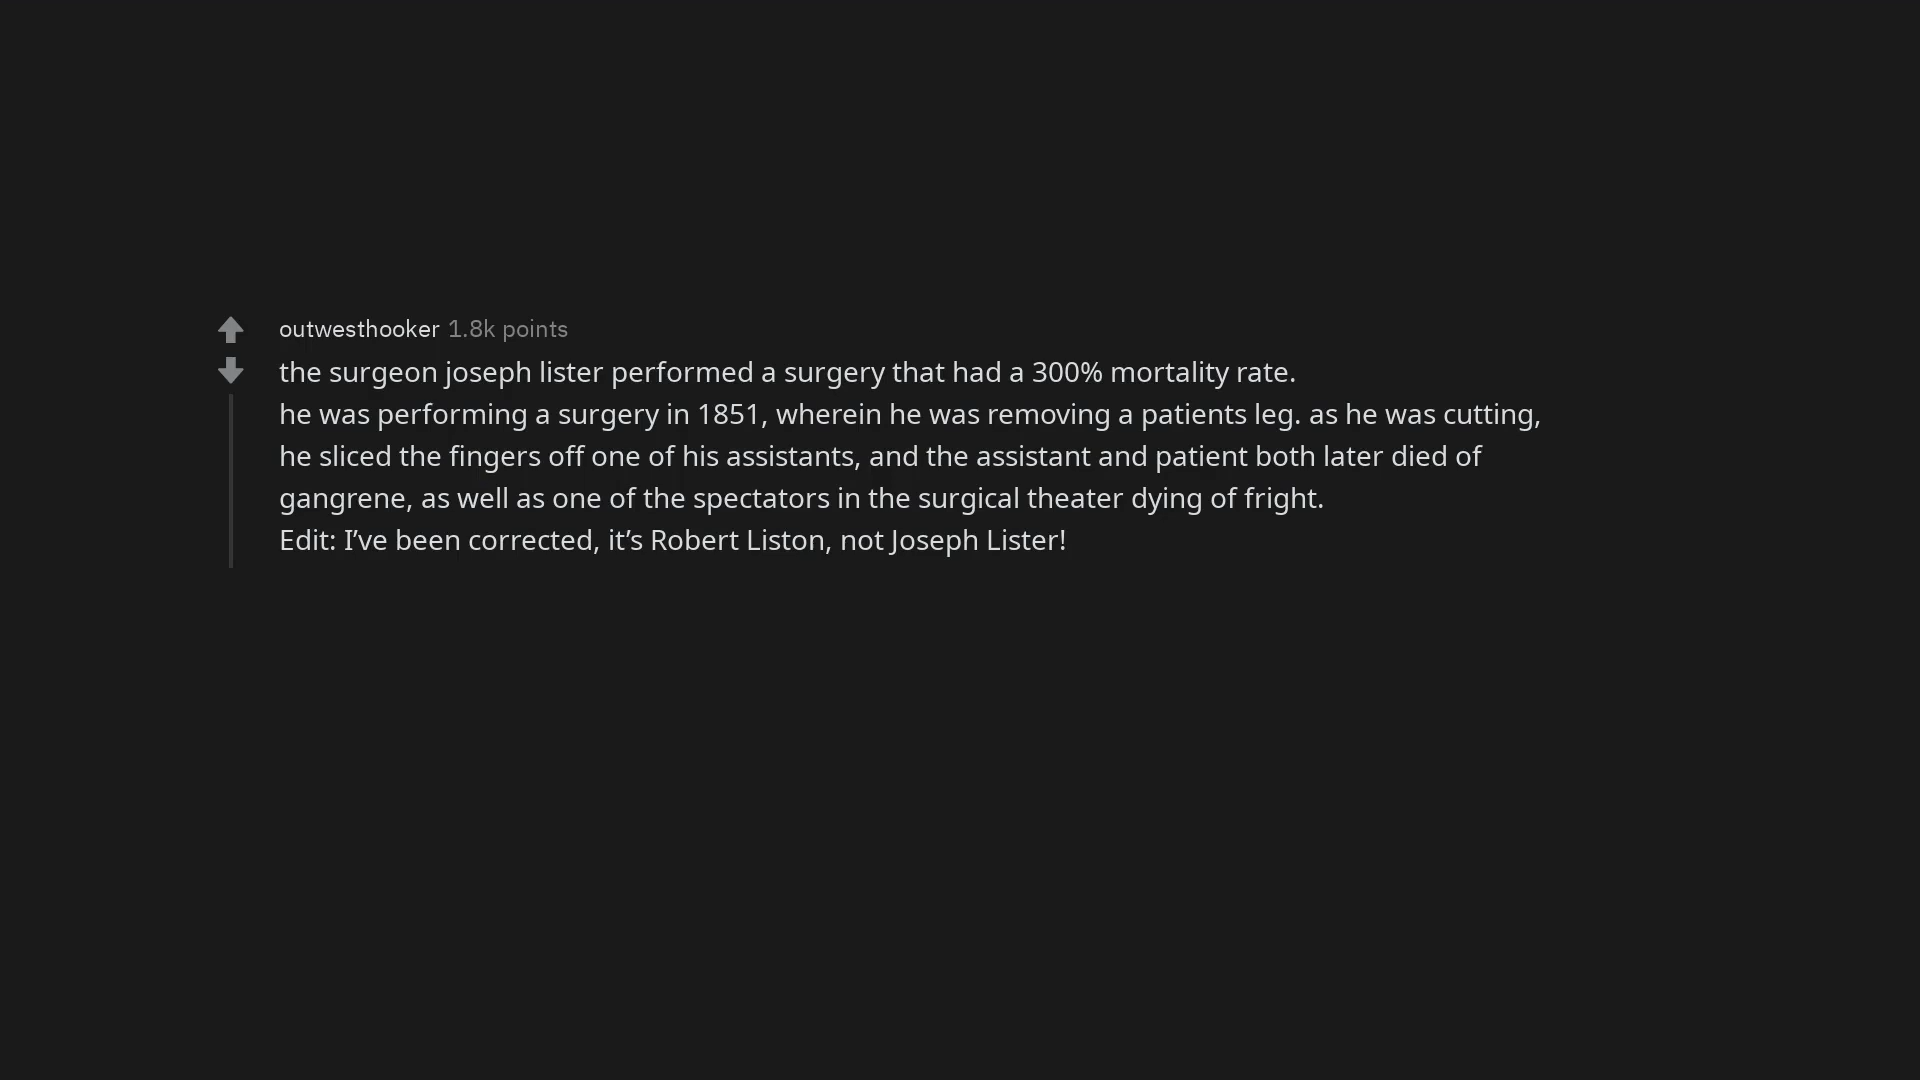 outwesthooker 1.8k points
the surgeon joseph lister performed a surgery that had a 300% mortality rate.
he was performing a surgery in 1851, wherein he was removing a patients leg. as he was cutting,
he sliced the fingers off one of his assistants, and the assistant and patient both later died of
gangrene, as well as one of the spectators in the surgical theater dying of fright.
Edit: I’ve been corrected, it’s Robert Liston, not Joseph Lister!